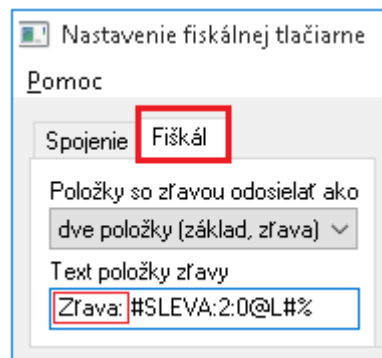 Nastavenie fiskálnej tlačiarne
Pomoc
Spojenie Fiškál
Položky so zľavou odosielať ako
dve položky (základ, zľava)
Text položky zľavy
Zľava: #SLEVA:2:0@L#%